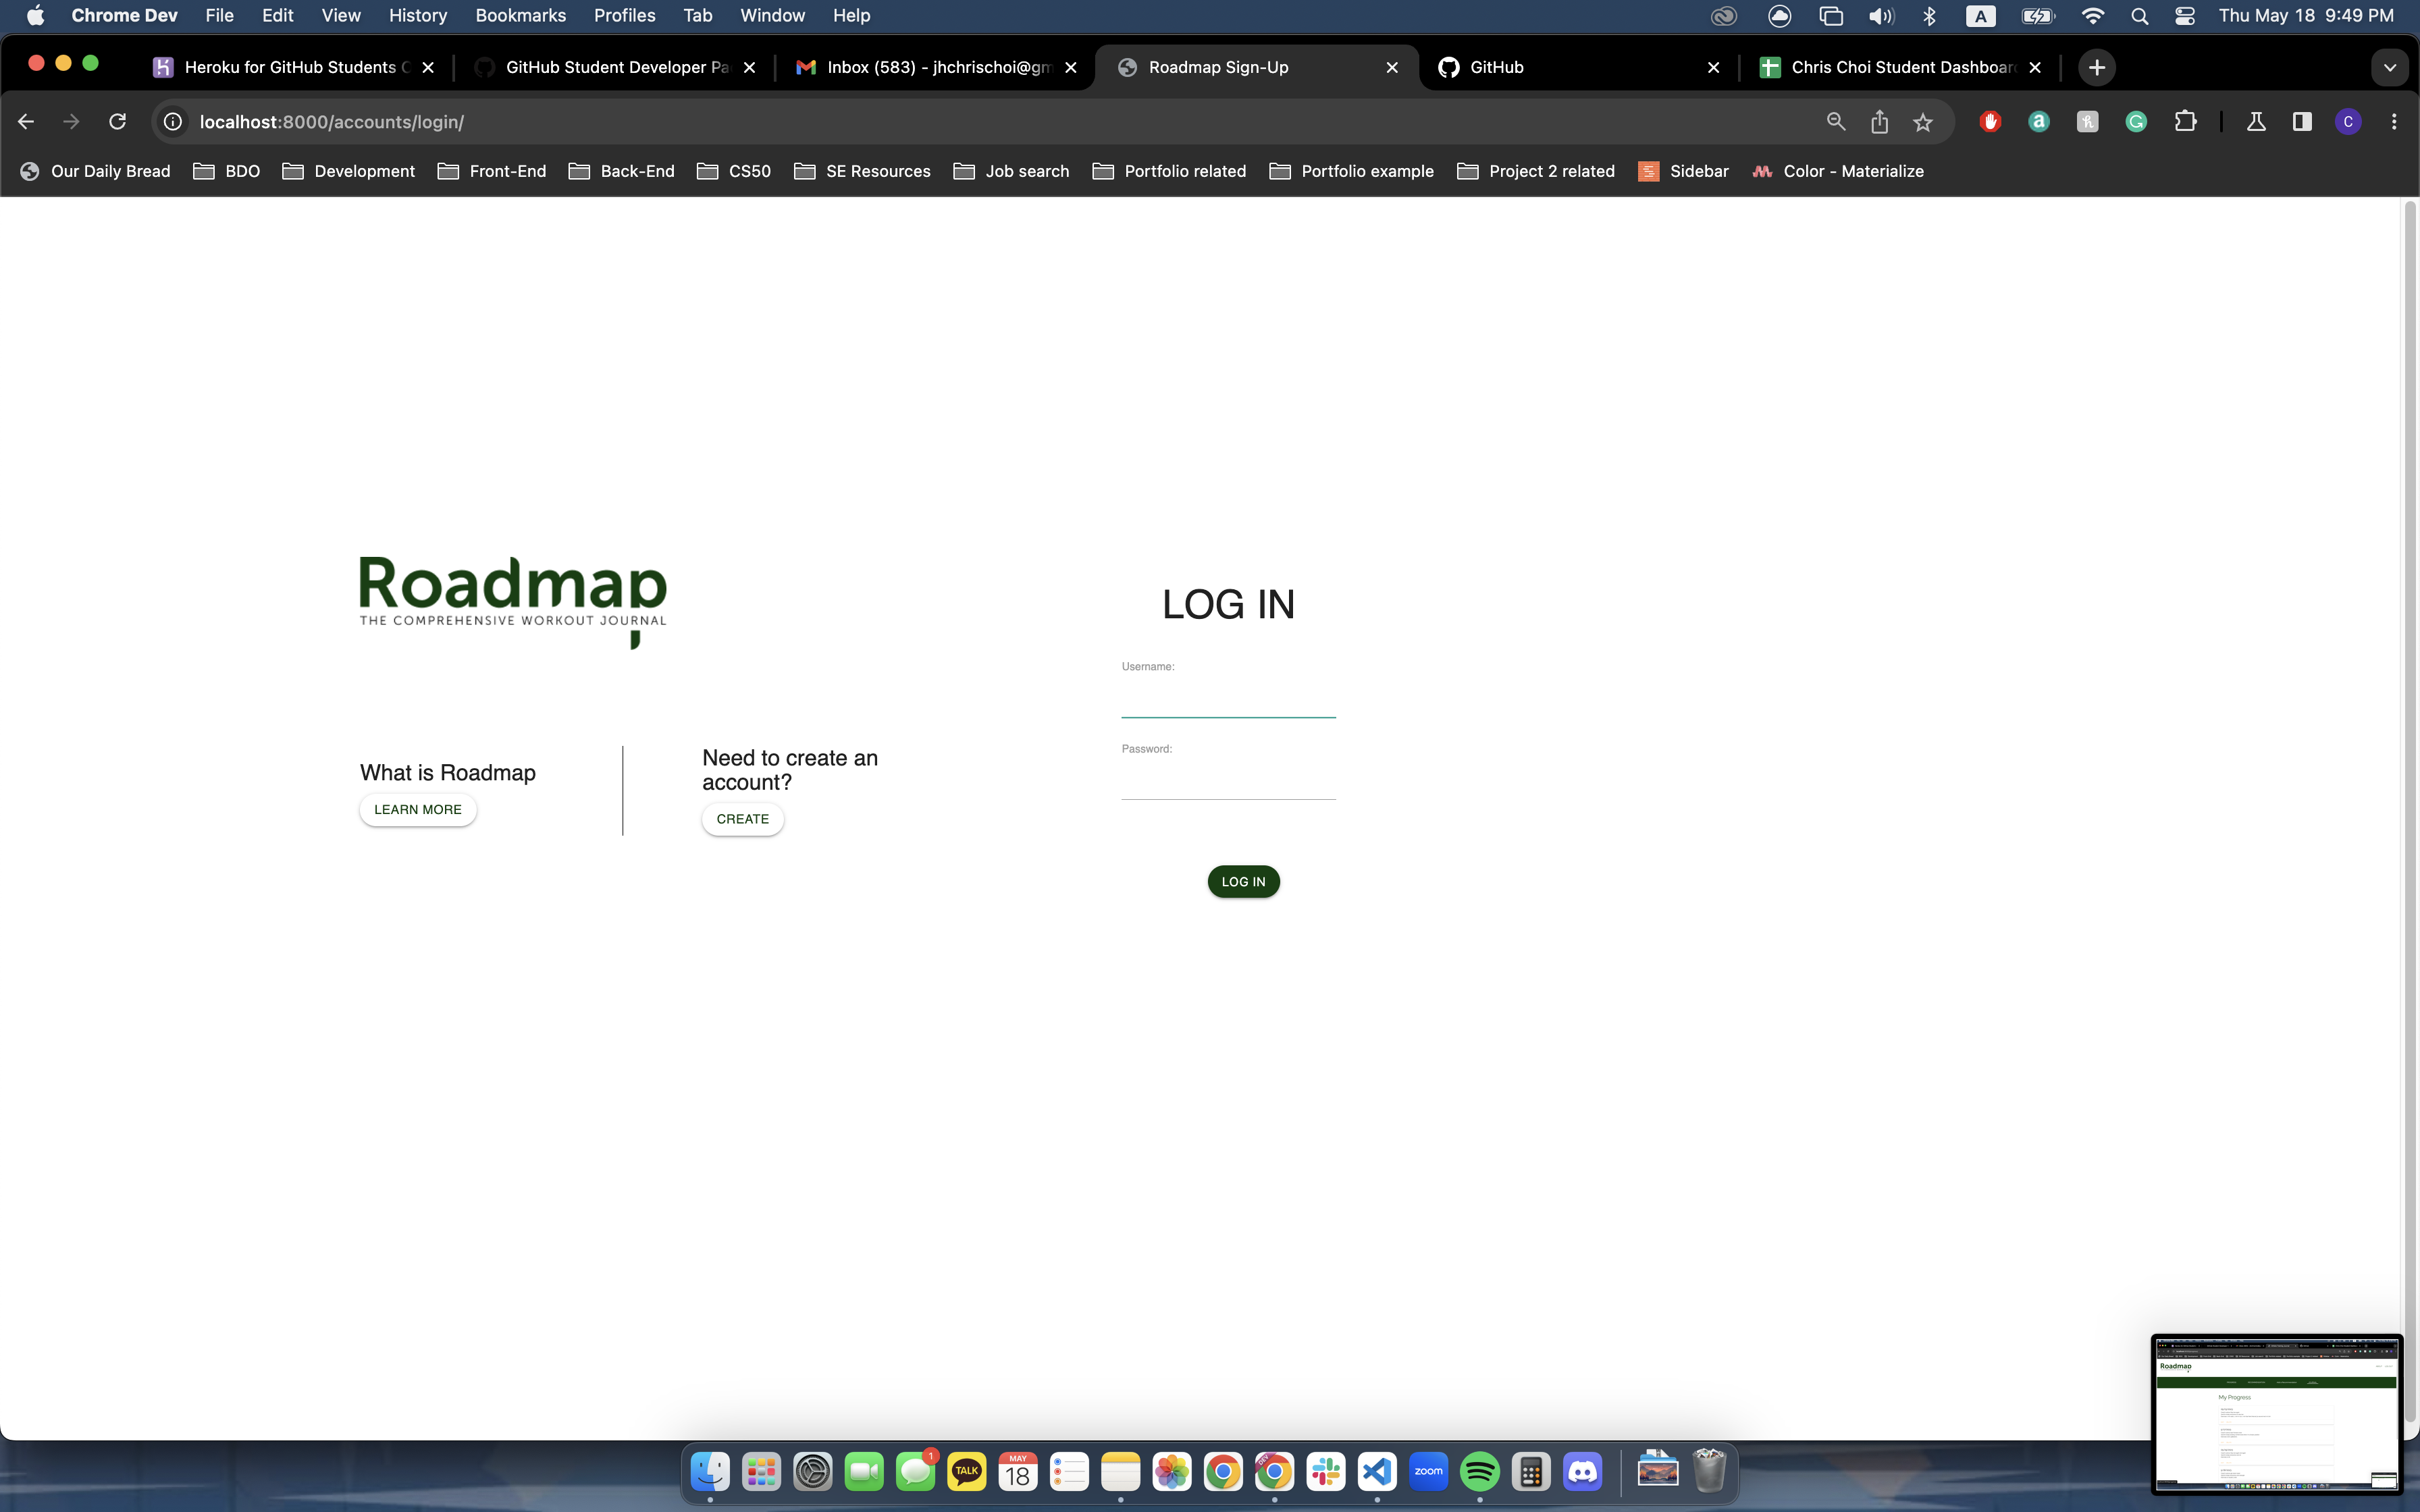 Chrome Dev File Edit View History Bookmarks Profiles Tab Window Help A Thu May 18 9:49 PM
Heroku for GitHub Students GitHub Student Developer Pa Inbox (583) - jhchrischoi@gm Roadmap Sign-Up GitHub Chris Choi Student Dashboar
localhost:8000/accounts/login/ C
Our Daily Bread BDO Development Front-End Back-End CS50 SE Resources Job search Portfolio related Portfolio example Project 2 related Sidebar Color - Materialize
Roadmap
THE COMPREHENSIVE WORKOUT JOURNAL
What is Roadmap
LEARN MORE
Need to create an
account?
CREATE
LOG IN
Username:
Password:
LOG IN
Roadmap
My Progress
1
TALK
MAY
18
DEV
zoom